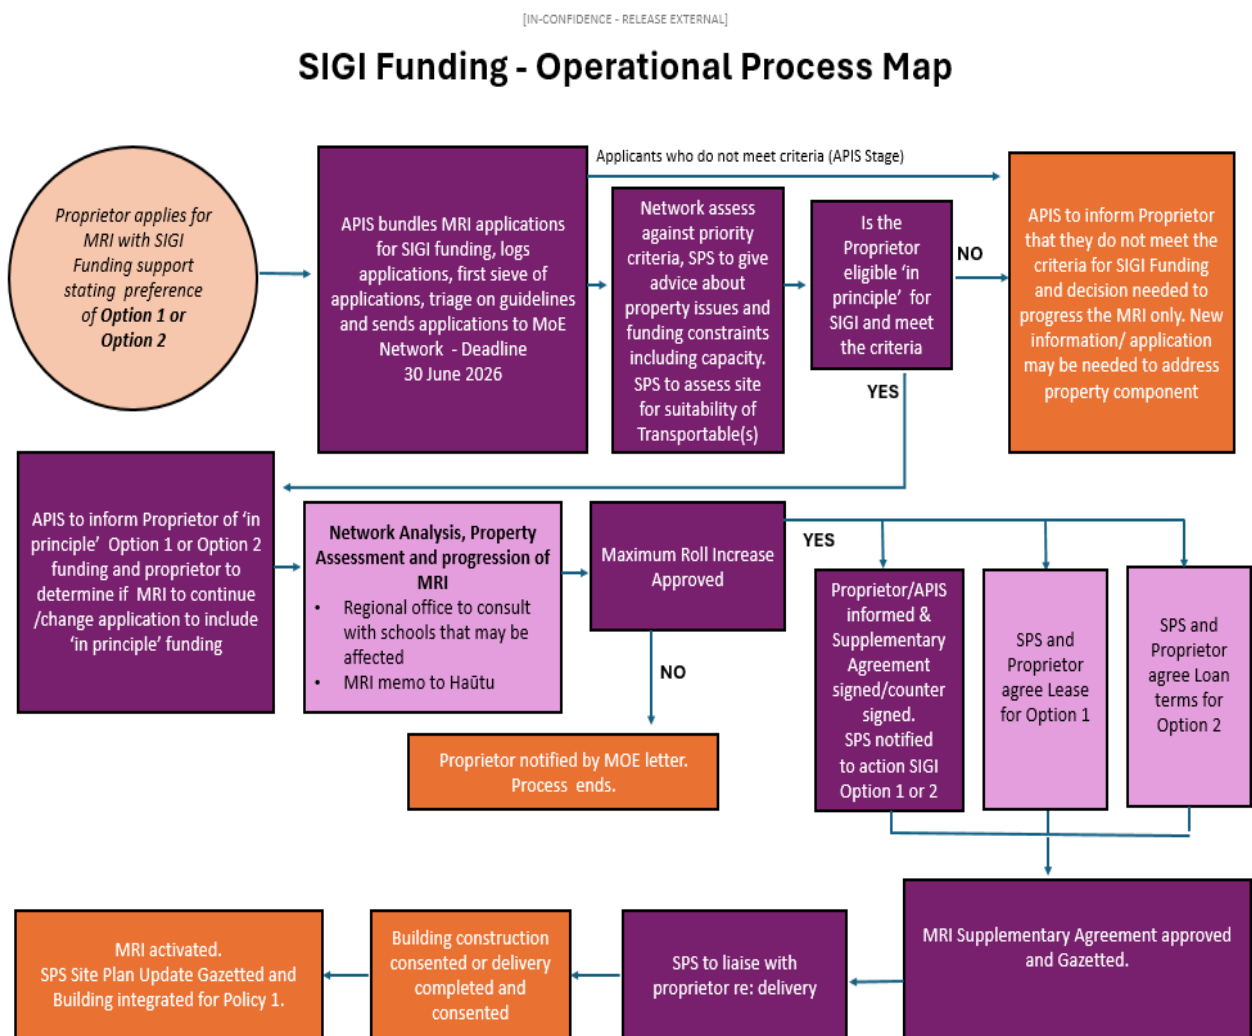 [IN-CONFIDENCE - RELEASE EXTERNAL]
SIGI Funding - Operational Process Map
Proprietor applies for
MRI with SIGI
Funding support
stating preference
of Option 1 or
Option 2
APIS bundles MRI applications
for SIGI funding, logs
applications, first sieve of
applications, triage on guidelines
and sends applications to MoE
Network - Deadline
30 June 2026
Applicants who do not meet criteria (APIS Stage)
Network assess
against priority
criteria, SPS to give
advice about
property issues and
funding constraints
including capacity.
SPS to assess site
for suitability of
Transportable(s)
Is the
Proprietor
eligible ‘in
principle’ for
SIGI and meet
the criteria
NO
YES
APIS to inform Proprietor
that they do not meet the
criteria for SIGI Funding
and decision needed to
progress the MRI only. New
information/ application
may be needed to address
property component
APIS to inform Proprietor of ‘in
principle’ Option 1 or Option 2
funding and proprietor to
determine if MRI to continue
/change application to include
‘in principle’ funding
Network Analysis, Property
Assessment and progression of
MRI
• Regional office to consult
with schools that may be
affected
• MRI memo to Haūtu
Maximum Roll Increase
Approved
YES
NO
Proprietor notified by MOE letter.
Process ends.
Proprietor/APIS
informed &
Supplementary
Agreement
signed/counter
signed.
SPS notified
to action SIGI
Option 1 or 2
SPS and
Proprietor
agree Lease
for Option 1
SPS and
Proprietor
agree Loan
terms for
Option 2
MRI Supplementary Agreement approved
and Gazetted.
SPS to liaise with
proprietor re: delivery
Building construction
consented or delivery
completed and
consented
MRI activated.
SPS Site Plan Update Gazetted and
Building integrated for Policy 1.